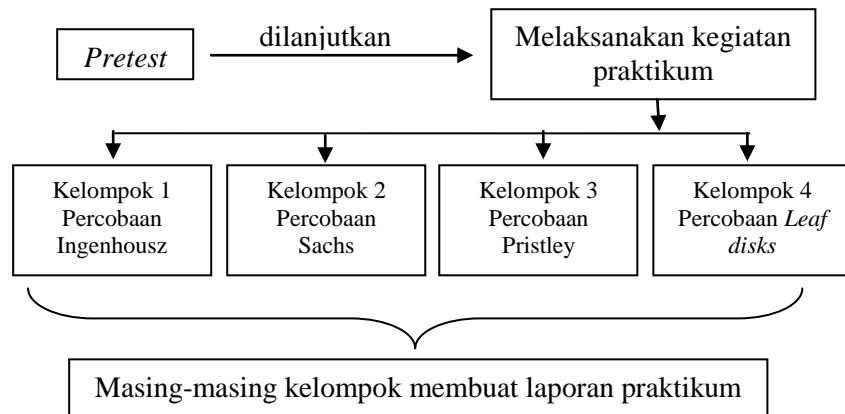 Pretest
dilanjutkan
Melaksanakan kegiatan
praktikum
Kelompok 1
Percobaan
Ingenhousz
Kelompok 2
Percobaan
Sachs
Kelompok 3
Percobaan
Pristley
Kelompok 4
Percobaan Leaf
disks
Masing-masing kelompok membuat laporan praktikum